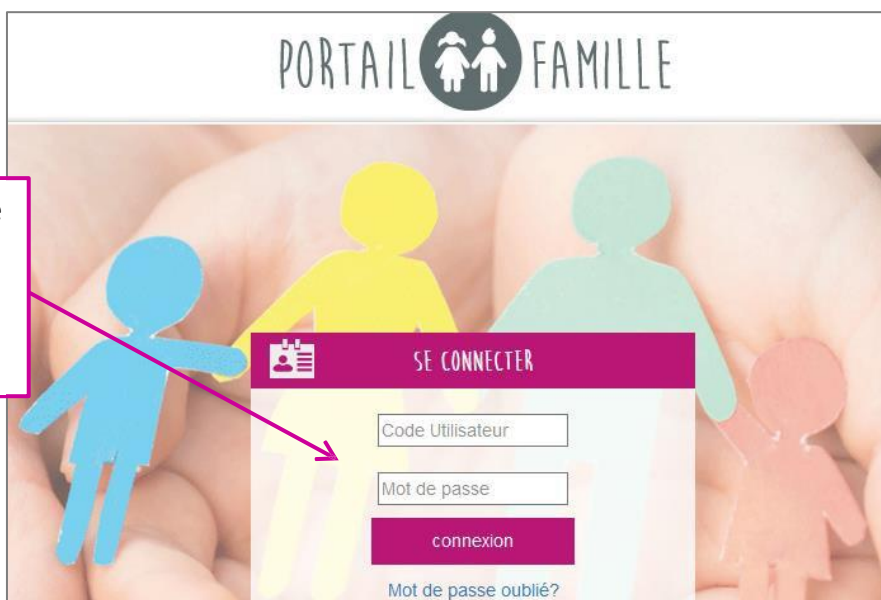 PORTAIL FAMILLE
SE CONNECTER
Code Utilisateur
Mot de passe
connexion
Mot de passe oublié?